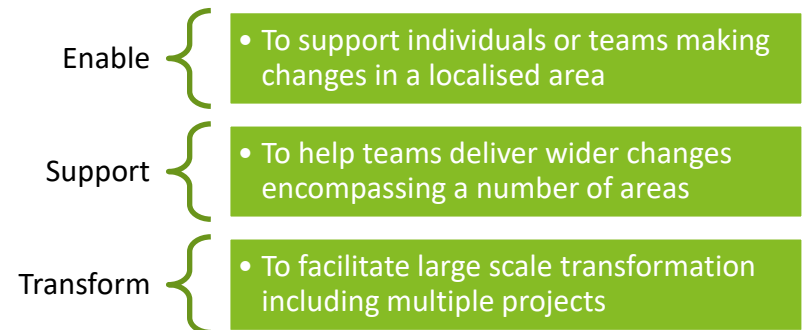 Enable
• To support individuals or teams making
changes in a localised area
Support
• To help teams deliver wider changes
encompassing a number of areas
Transform
• To facilitate large scale transformation
including multiple projects